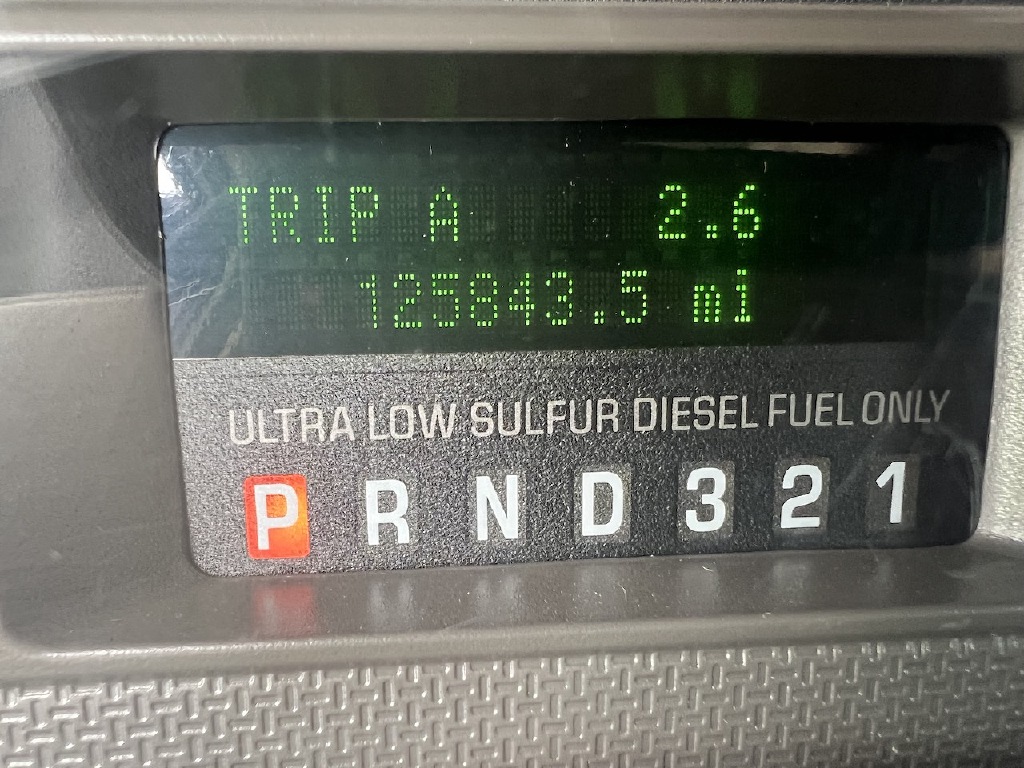 TRIP A 2.6
125843.5 mi
ULTRA LOW SULFUR DIESEL FUEL ONLY
P R N D 3 2 1